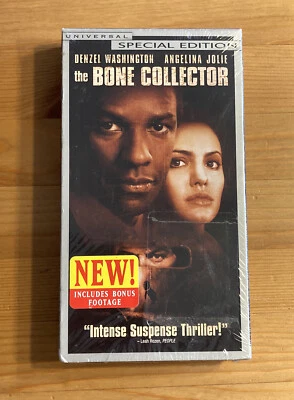 UNIVERSAL
SPECIAL EDITION
DENZEL WASHINGTON ANGELINA JOLIE
the BONE COLLECTOR
NEW!
INCLUDES BONUS
FOOTAGE
"Intense Suspense Thriller!"
– Leah Rozen, PEOPLE